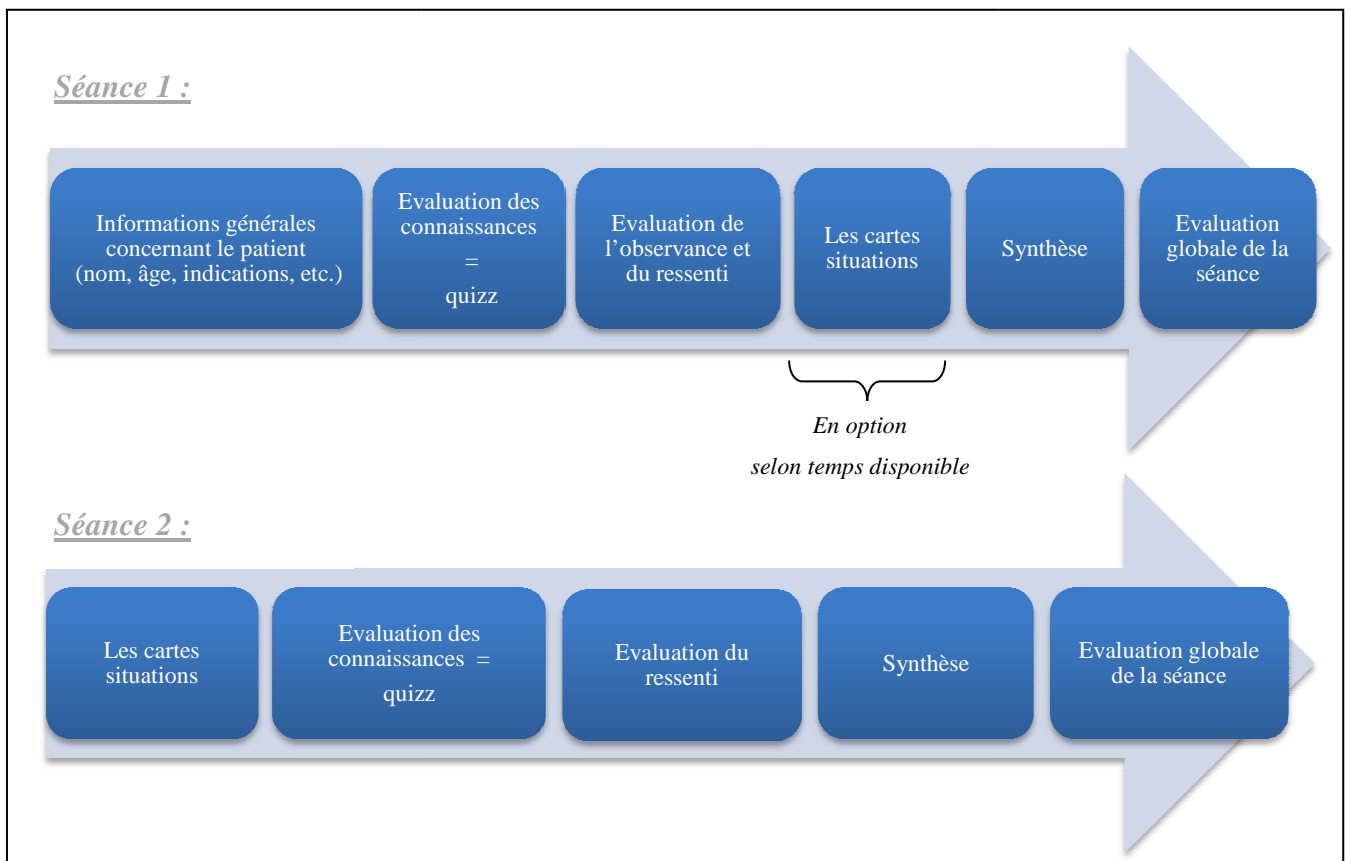 Séance 1 :
Informations générales
concernant le patient
(nom, âge, indications, etc.)
Evaluation des
connaissances
=
quizz
Evaluation de
l’observance et
du ressenti
Les cartes
situations
Synthèse
Evaluation
globale de la
séance
En option
selon temps disponible
Séance 2 :
Les cartes
situations
Evaluation des
connaissances =
quizz
Evaluation du
ressenti
Synthèse
Evaluation globale
de la séance